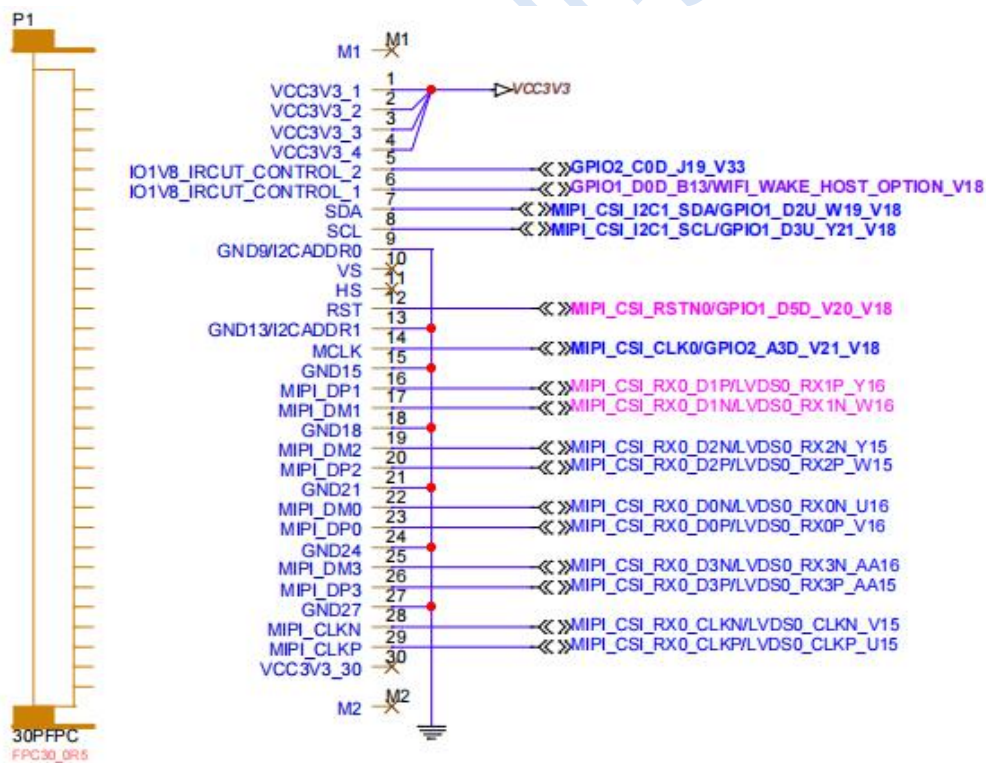 P1
M1 M1
VCC3V3_1 1 VCC3V3
VCC3V3_2 2
VCC3V3_3 3
VCC3V3_4 4
IO1V8_IRCUT_CONTROL_2 5 GPIO2_C0D_J19_V33
IO1V8_IRCUT_CONTROL_1 6 GPIO1_D0D_B13/WIFI_WAKE_HOST_OPTION_V18
SDA 7 MIPI_CSI_I2C1_SDA/GPIO1_D2U_W19_V18
SCL 8 MIPI_CSI_I2C1_SCL/GPIO1_D3U_Y21_V18
GND9/I2CADDR0 9
VS 10
HS 11
RST 12 MIPI_CSI_RSTN0/GPIO1_D5D_V20_V18
GND13/I2CADDR1 13
MCLK 14 MIPI_CSI_CLK0/GPIO2_A3D_V21_V18
GND15 15
MIPI_DP1 16 MIPI_CSI_RX0_D1P/LVDS0_RX1P_Y16
MIPI_DM1 17 MIPI_CSI_RX0_D1N/LVDS0_RX1N_W16
GND18 18
MIPI_DM2 19 MIPI_CSI_RX0_D2N/LVDS0_RX2N_Y15
MIPI_DP2 20 MIPI_CSI_RX0_D2P/LVDS0_RX2P_W15
GND21 21
MIPI_DM0 22 MIPI_CSI_RX0_D0N/LVDS0_RX0N_U16
MIPI_DP0 23 MIPI_CSI_RX0_D0P/LVDS0_RX0P_V16
GND24 24
MIPI_DM3 25 MIPI_CSI_RX0_D3N/LVDS0_RX3N_AA16
MIPI_DP3 26 MIPI_CSI_RX0_D3P/LVDS0_RX3P_AA15
GND27 27
MIPI_CLKN 28 MIPI_CSI_RX0_CLKN/LVDS0_CLKN_V15
MIPI_CLKP 29 MIPI_CSI_RX0_CLKP/LVDS0_CLKP_U15
VCC3V3_30 30
M2 M2
30PFPC
FPC30_0R5